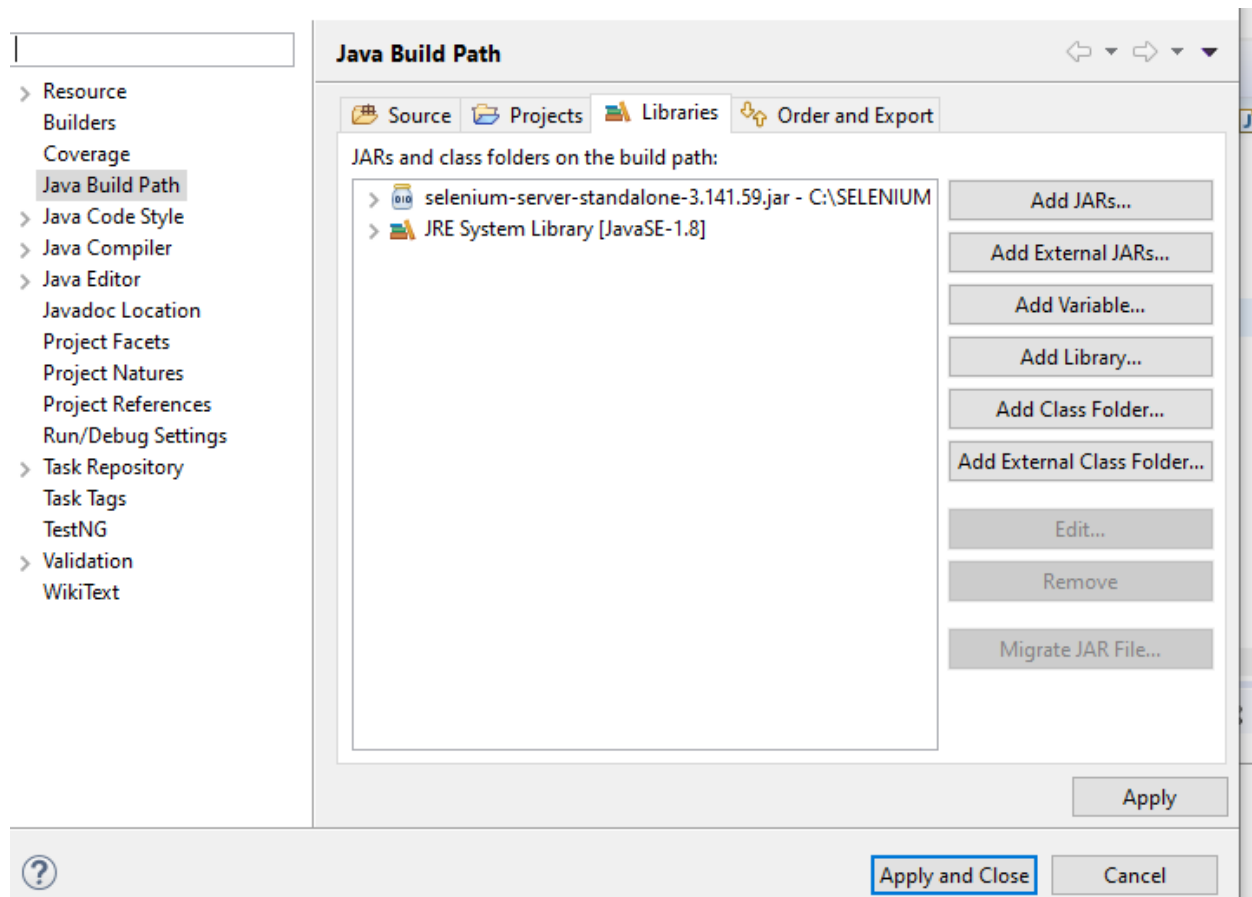 Java Build Path
Resource
Builders
Coverage
Java Build Path
Java Code Style
Java Compiler
Java Editor
Javadoc Location
Project Facets
Project Natures
Project References
Run/Debug Settings
Task Repository
Task Tags
TestNG
Validation
WikiText
Source Projects Libraries Order and Export
JARs and class folders on the build path:
selenium-server-standalone-3.141.59.jar - C:\SELENIUM
JRE System Library [JavaSE-1.8]
Add JARs...
Add External JARs...
Add Variable...
Add Library...
Add Class Folder...
Add External Class Folder...
Edit...
Remove
Migrate JAR File...
Apply
?
Apply and Close
Cancel